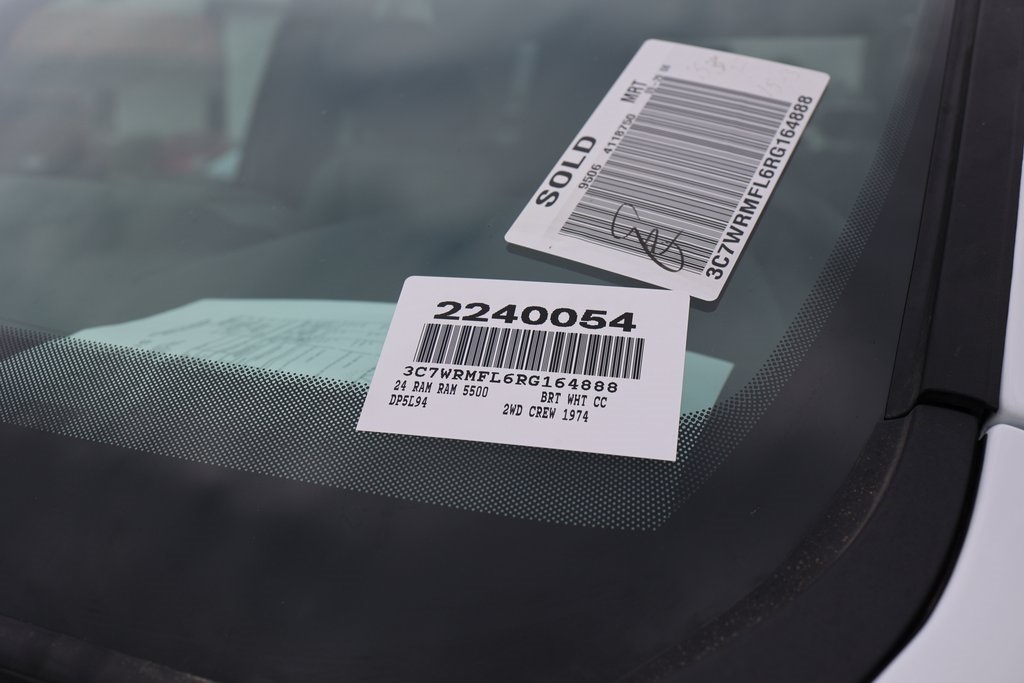 SOLD
MRT
9506 4118750
3C7WRMFL6RG164888
2240054
3C7WRMFL6RG164888
24 RAM RAM 5500 BRT WHT CC
DP5L94 2WD CREW 1974